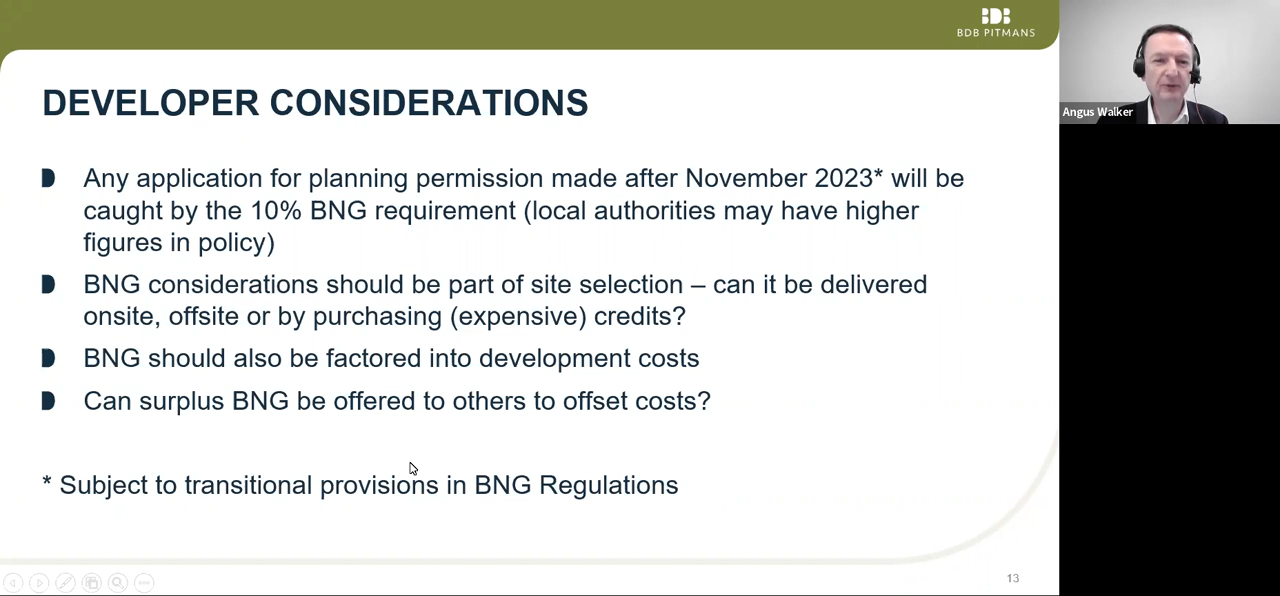 BDB
BDB PITMANS
Angus Walker
DEVELOPER CONSIDERATIONS
Any application for planning permission made after November 2023* will be
caught by the 10% BNG requirement (local authorities may have higher
figures in policy)
BNG considerations should be part of site selection – can it be delivered
onsite, offsite or by purchasing (expensive) credits?
BNG should also be factored into development costs
Can surplus BNG be offered to others to offset costs?
* Subject to transitional provisions in BNG Regulations
13